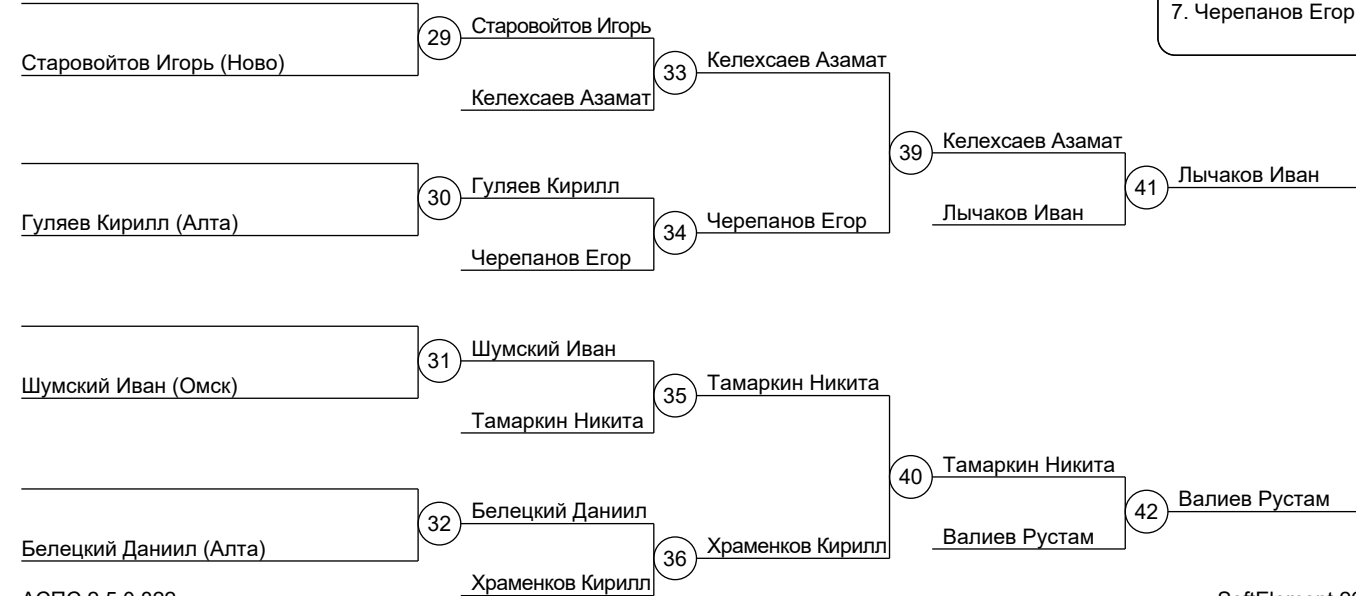 7. Черепанов Егор
29
Старовойтов Игорь
Старовойтов Игорь (Ново)
33
Келехсаев Азамат
Келехсаев Азамат
39
Келехсаев Азамат
41
Лычаков Иван
Лычаков Иван
30
Гуляев Кирилл
Гуляев Кирилл (Алта)
34
Черепанов Егор
Черепанов Егор
31
Шумский Иван
Шумский Иван (Омск)
35
Тамаркин Никита
Тамаркин Никита
40
Тамаркин Никита
42
Валиев Рустам
Валиев Рустам
32
Белецкий Даниил
Белецкий Даниил (Алта)
36
Храменков Кирилл
Храменков Кирилл